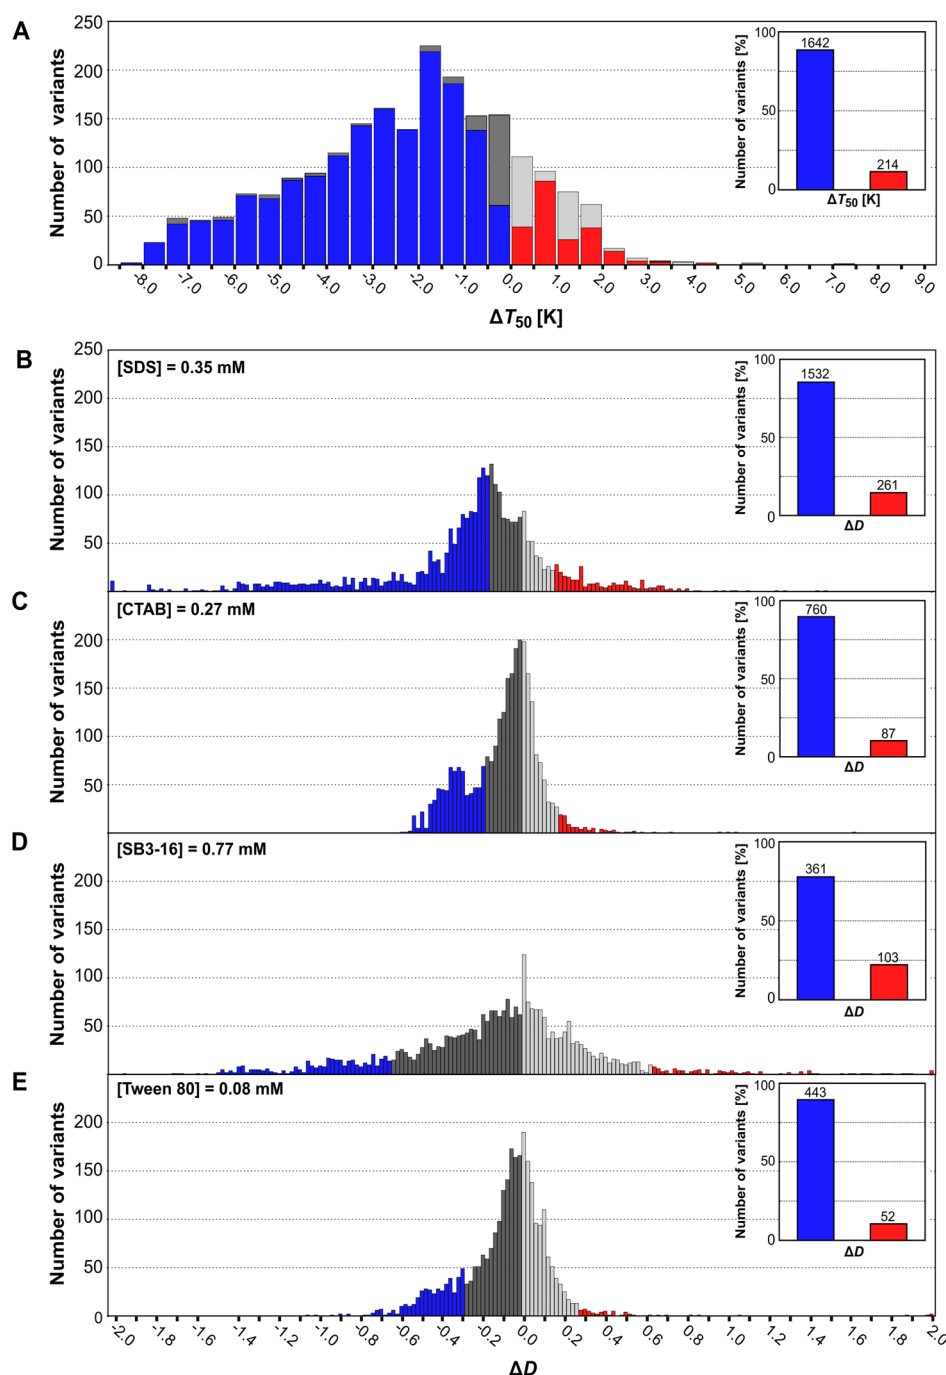 A
Number of variants
250
200
150
100
50
0
-8.0 -7.0 -6.0 -5.0 -4.0 -3.0 -2.0 -1.0 0.0 1.0 2.0 3.0 4.0 5.0 6.0 7.0 8.0 9.0
ΔT50 [K]
Number of variants [%]
100
50
0
1642
214
ΔT50 [K]
B
[SDS] = 0.35 mM
Number of variants
250
200
150
100
50
Number of variants [%]
100
50
0
1532
261
ΔD
C
[CTAB] = 0.27 mM
Number of variants
200
150
100
50
Number of variants [%]
100
50
0
760
87
ΔD
D
[SB3-16] = 0.77 mM
Number of variants
200
150
100
50
Number of variants [%]
100
50
0
361
103
ΔD
E
[Tween 80] = 0.08 mM
Number of variants
200
150
100
50
0
Number of variants [%]
100
50
0
443
52
ΔD
-2.0 -1.8 -1.6 -1.4 -1.2 -1.0 -0.8 -0.6 -0.4 -0.2 0.0 0.2 0.4 0.6 0.8 1.0 1.2 1.4 1.6 1.8 2.0
ΔD